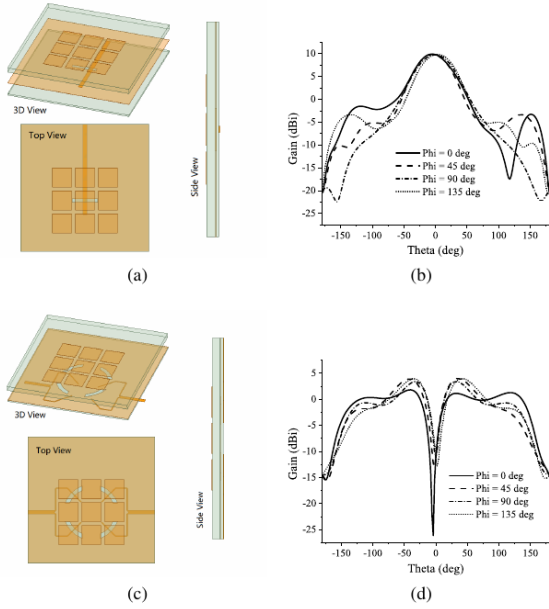 3D View
Top View
Side View
(a)
Gain (dBi)
10
5
0
-5
-10
-15
-20
-25
Phi = 0 deg
Phi = 45 deg
Phi = 90 deg
Phi = 135 deg
-150 -100 -50 0 50 100 150
Theta (deg)
(b)
3D View
Top View
Side View
(c)
Gain (dBi)
10
5
0
-5
-10
-15
-20
-25
Phi = 0 deg
Phi = 45 deg
Phi = 90 deg
Phi = 135 deg
-150 -100 -50 0 50 100 150
Theta (deg)
(d)